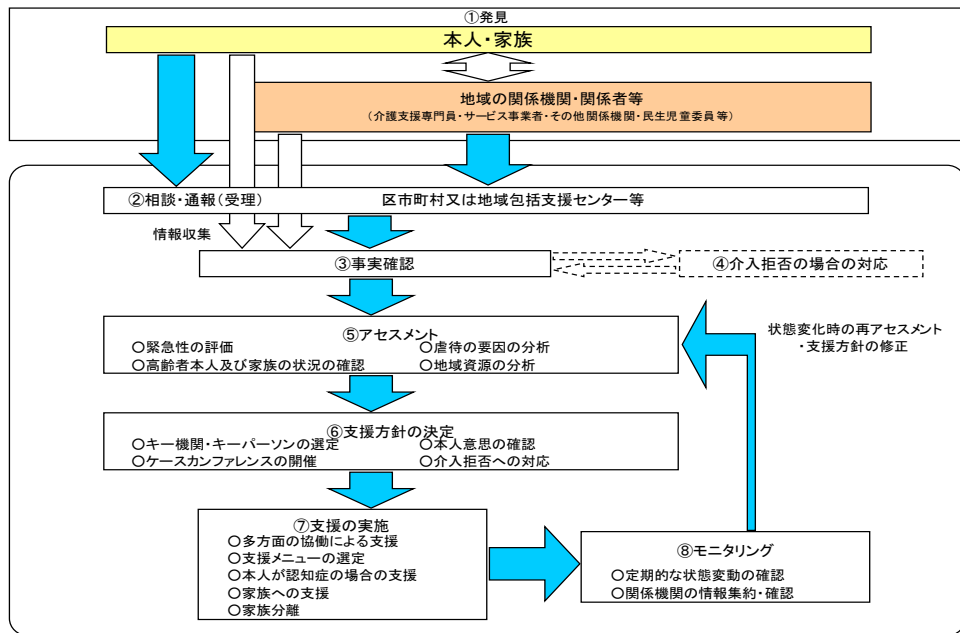 ①発見
本人・家族
地域の関係機関・関係者等
(介護支援専門員・サービス事業者・その他関係機関・民生児童委員等)
②相談・通報(受理)　区市町村又は地域包括支援センター等
情報収集
③事実確認
④介入拒否の場合の対応
⑤アセスメント
○緊急性の評価　○虐待の要因の分析
○高齢者本人及び家族の状況の確認　○地域資源の分析
状態変化時の再アセスメント
・支援方針の修正
⑥支援方針の決定
○キー機関・キーパーソンの選定　○本人意思の確認
○ケースカンファレンスの開催　○介入拒否への対応
⑦支援の実施
○多方面の協働による支援
○支援メニューの選定
○本人が認知症の場合の支援
○家族への支援
○家族分離
⑧モニタリング
○定期的な状態変動の確認
○関係機関の情報集約・確認